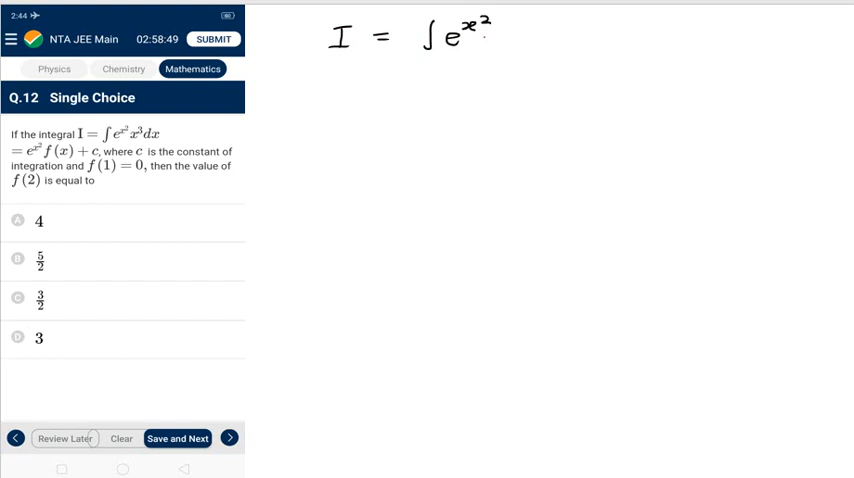 2:44
NTA JEE Main 02:58:49 SUBMIT
Physics Chemistry Mathematics
Q.12 Single Choice
If the integral I = ∫ e^{x²} x³ dx
= e^{x²} f (x) + c, where c is the constant of
integration and f (1) = 0, then the value of
f (2) is equal to
A 4
B 5/2
C 3/2
D 3
Review Later Clear Save and Next
I = ∫ e^{x²}